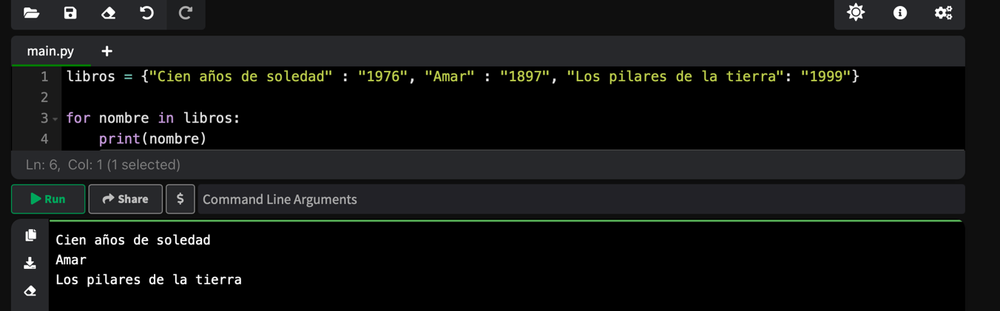 main.py +
1 libros = {"Cien años de soledad" : "1976", "Amar" : "1897", "Los pilares de la tierra": "1999"}
2
3 for nombre in libros:
4     print(nombre)
Ln: 6, Col: 1 (1 selected)
Run Share $ Command Line Arguments
Cien años de soledad
Amar
Los pilares de la tierra